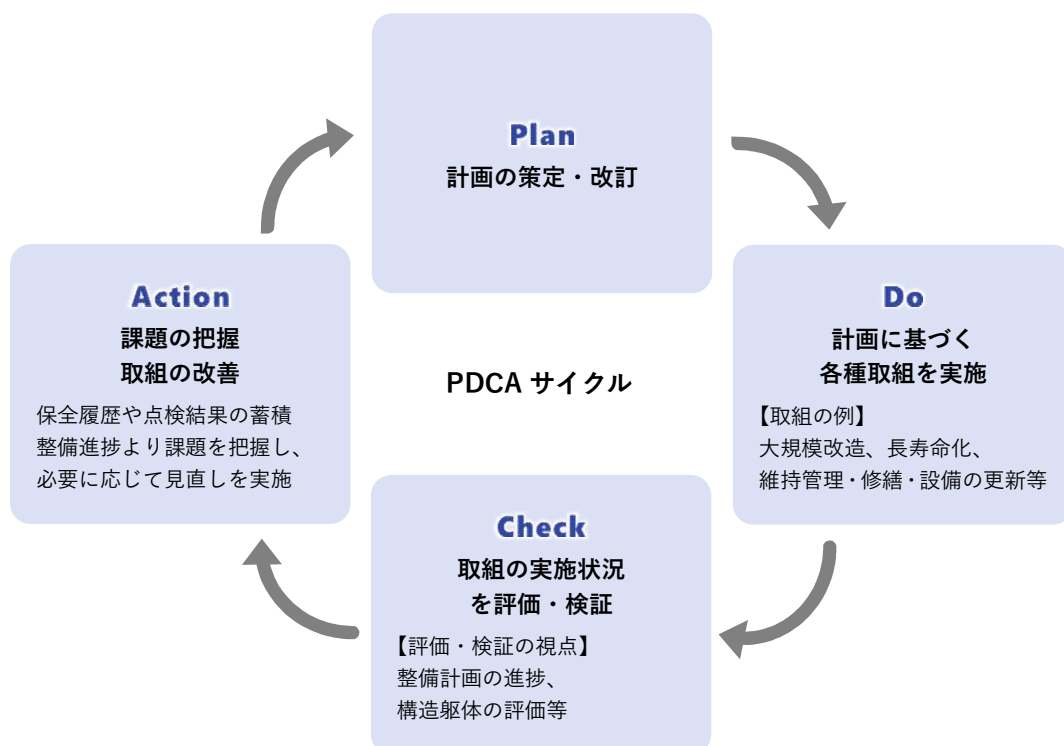 Plan
計画の策定・改訂
Do
計画に基づく
各種取組を実施
【取組の例】
大規模改造、長寿命化、
維持管理・修繕・設備の更新等
Check
取組の実施状況
を評価・検証
【評価・検証の視点】
整備計画の進捗、
構造躯体の評価等
Action
課題の把握
取組の改善
保全履歴や点検結果の蓄積
整備進捗より課題を把握し、
必要に応じて見直しを実施
PDCA サイクル